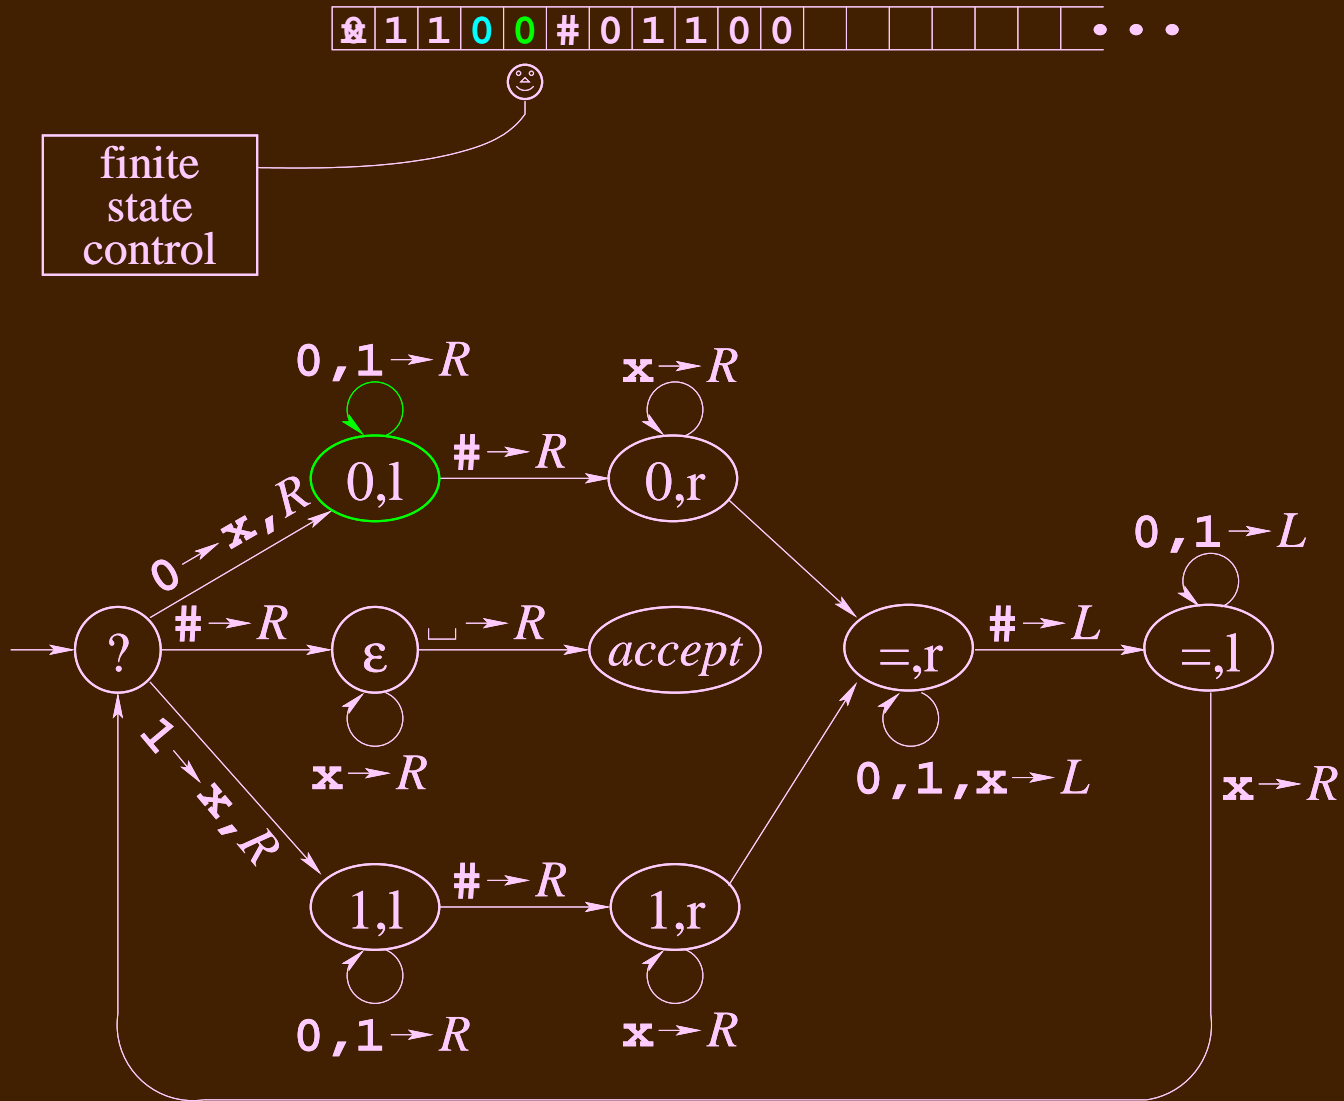 1 1 0 0 # 0 1 1 0 0 • • •
finite
state
control
0,1→R
x→R
0,l
#→R
0,r
0→x,R
0,1→L
?
#→R
ε
␣→R
accept
=,r
#→L
=,l
1→x,R
x→R
0,1,x→L
x→R
1,l
#→R
1,r
0,1→R
x→R